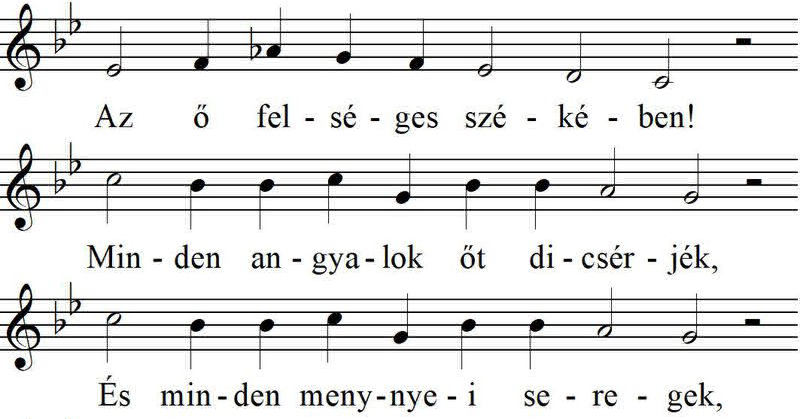 Az ő fel - sé - ges szé - ké - ben!
Min - den an - gya - lok őt di - csér - jék,
És min - den meny - nye - i se - re - gek,